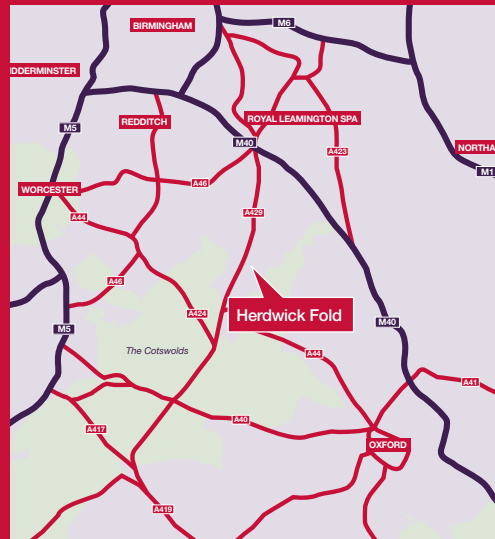 BIRMINGHAM
M6
IDDERMINSTER
REDDITCH
ROYAL LEAMINGTON SPA
M5
M40
A423
NORTHA
M1
WORCESTER
A46
A44
A429
A46
A424
Herdwick Fold
M5
M40
The Cotswolds
A44
A41
A417
A40
OXFORD
A419